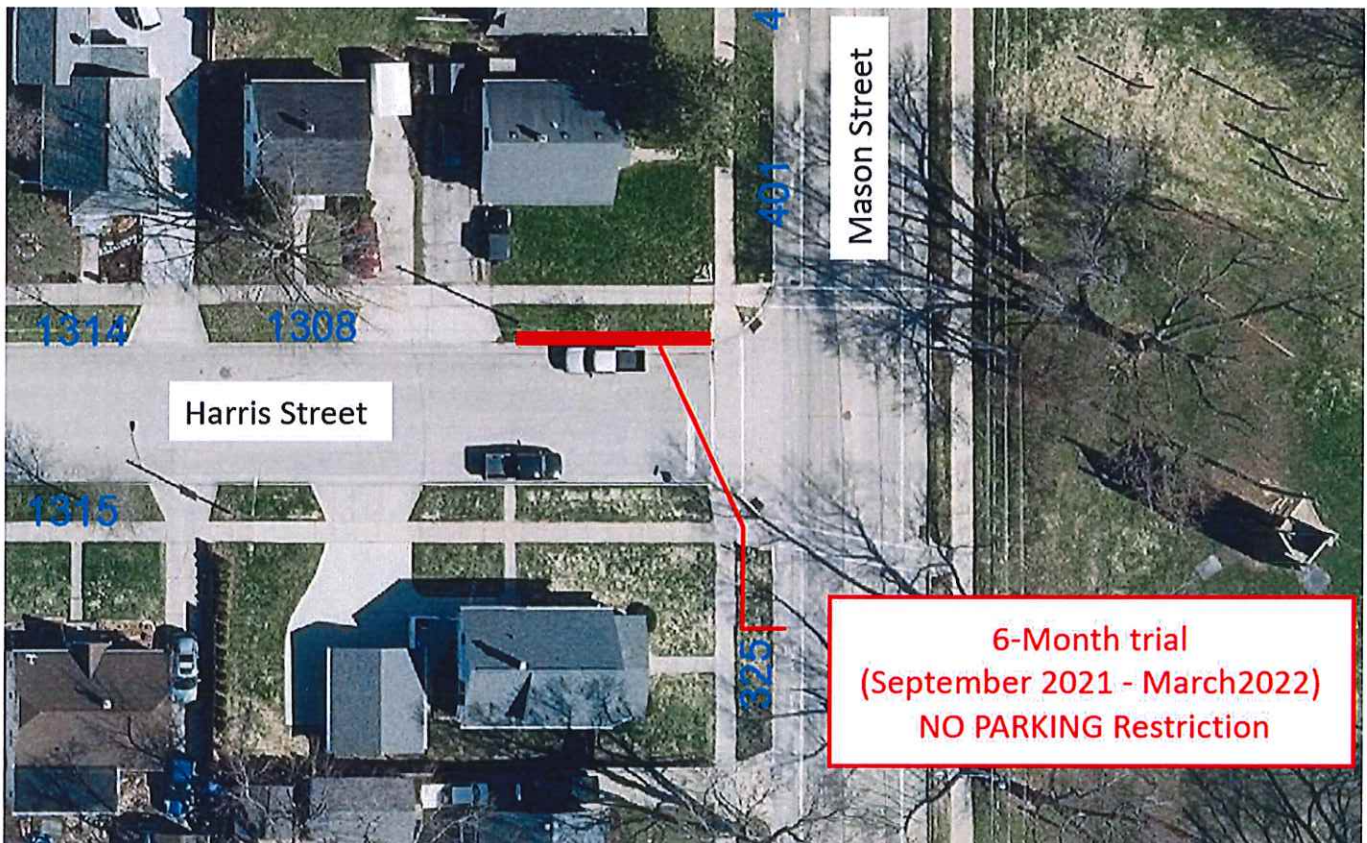 4
Mason Street
401
1314
1308
Harris Street
1315
325
6-Month trial
(September 2021 - March2022)
NO PARKING Restriction